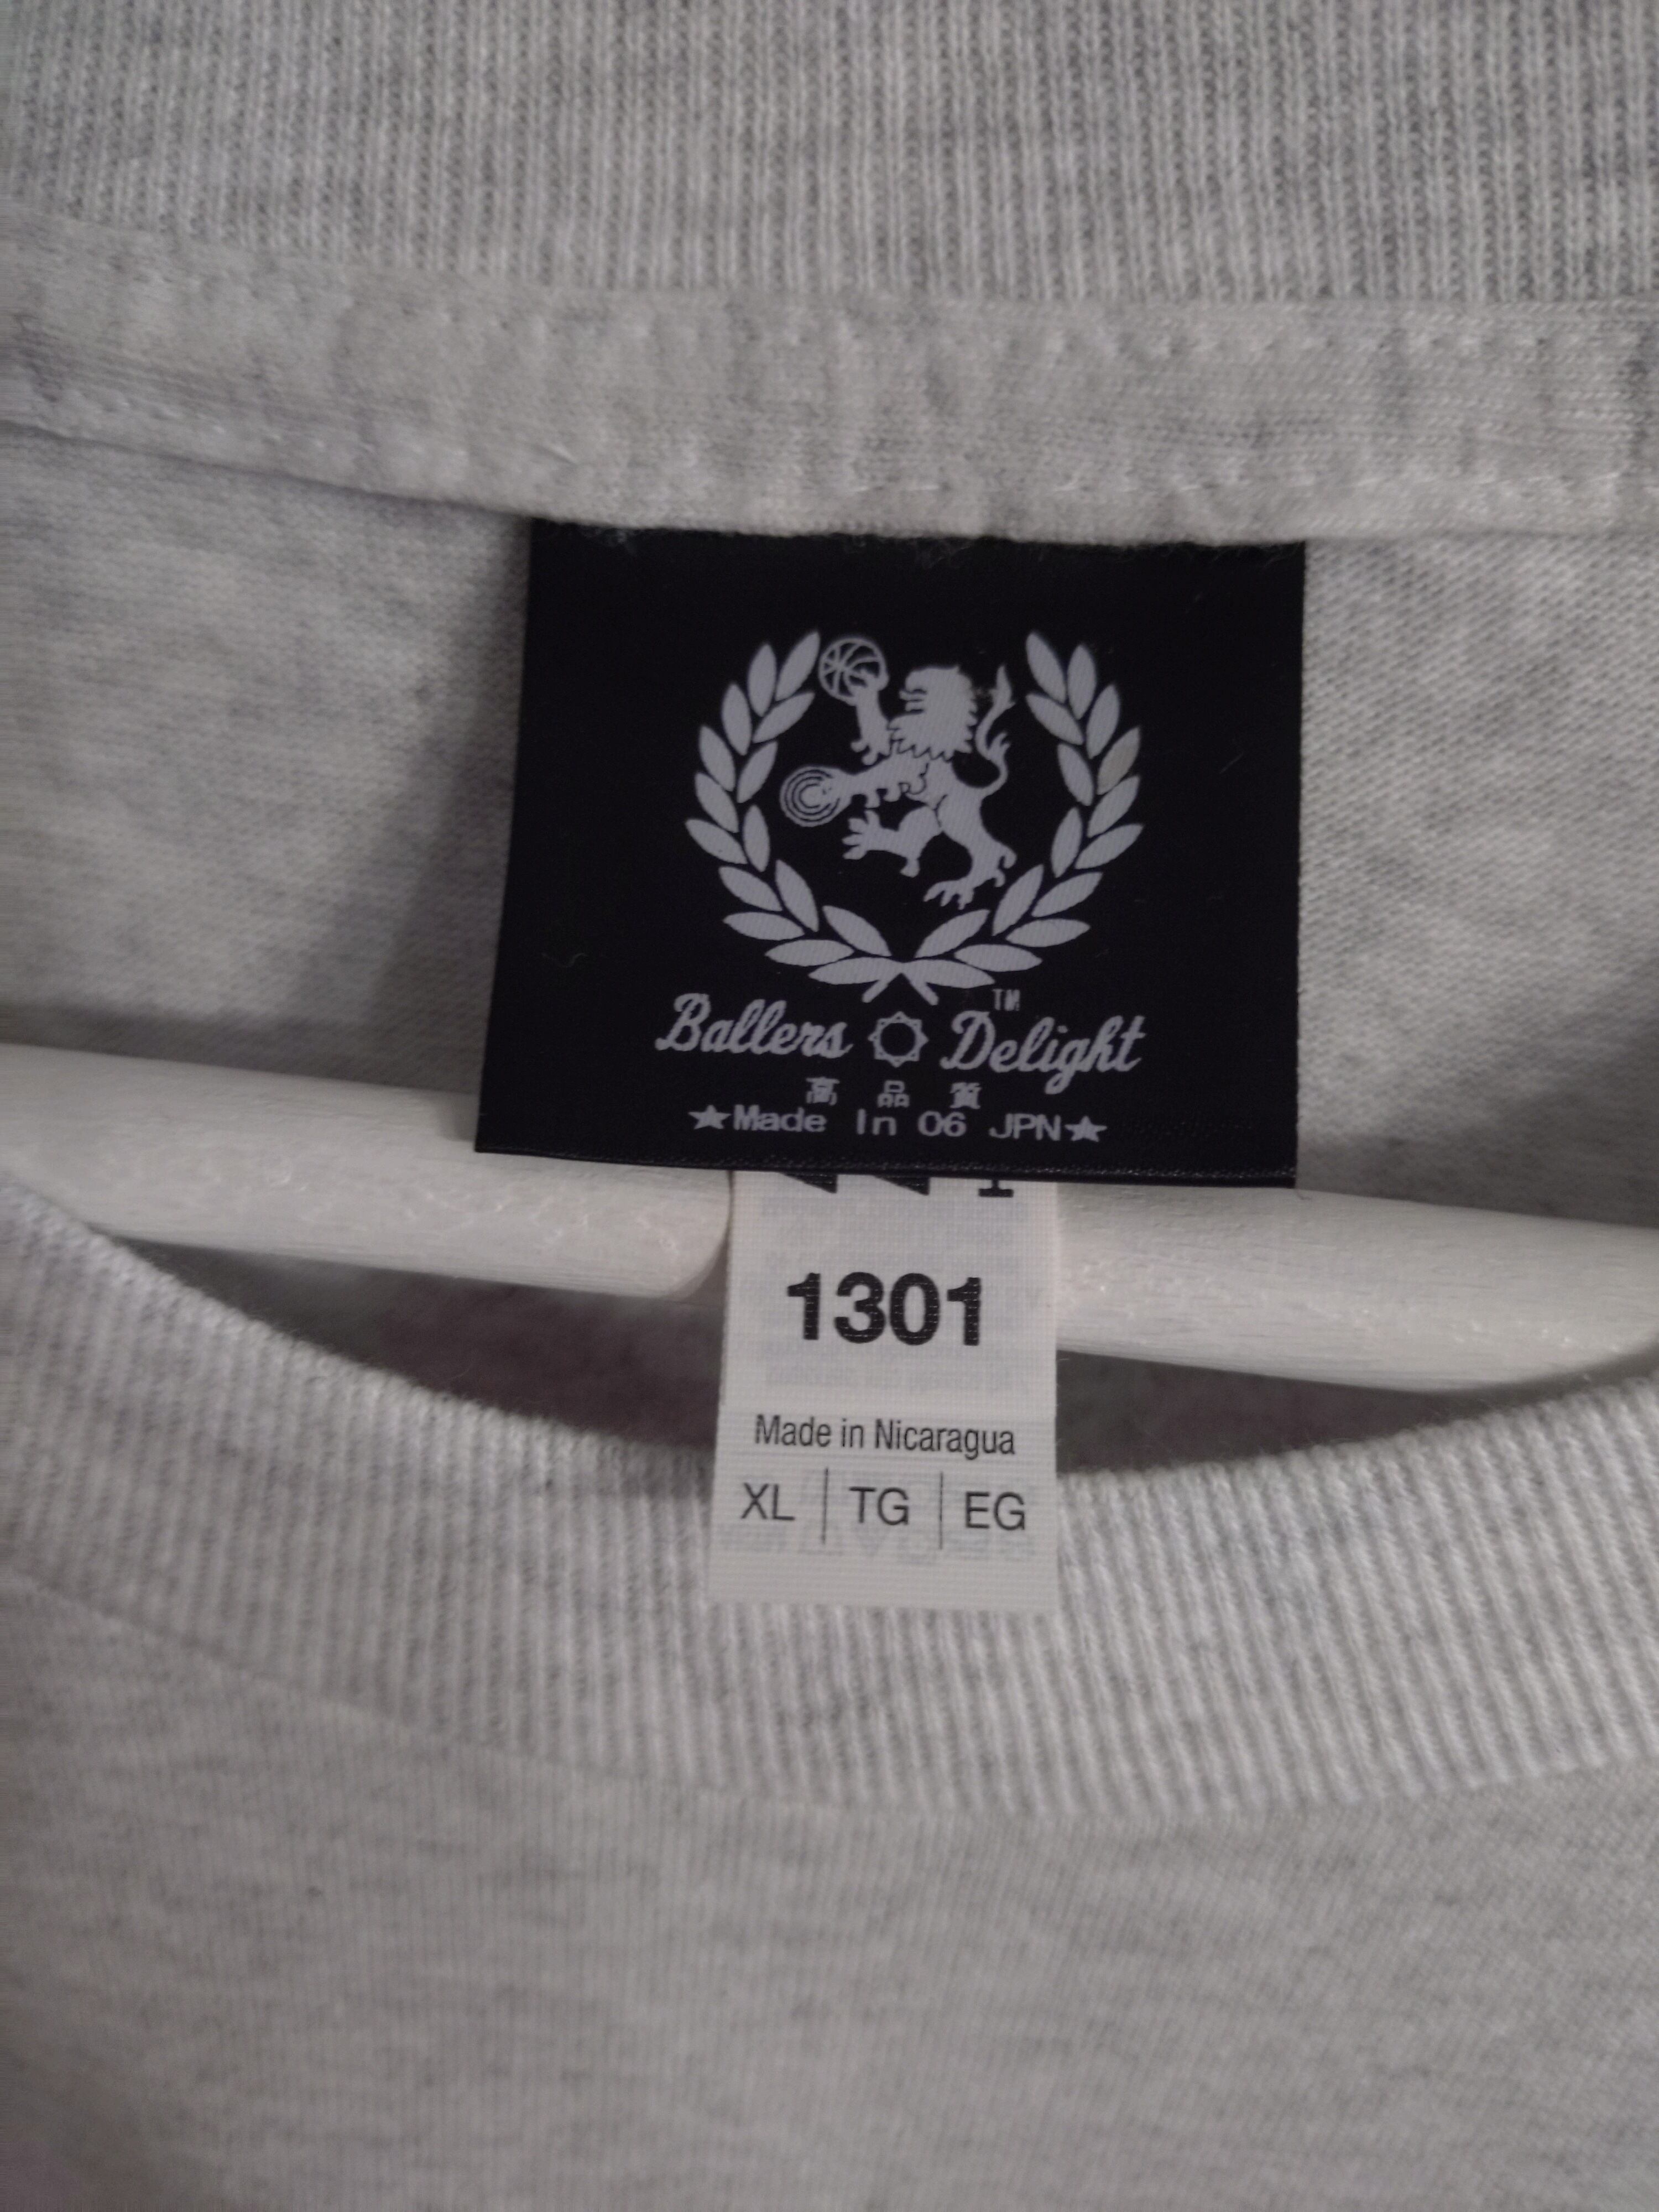 Ballers Delight TM
高品質
★Made In 06 JPN★
1301
Made in Nicaragua
XL | TG | EG